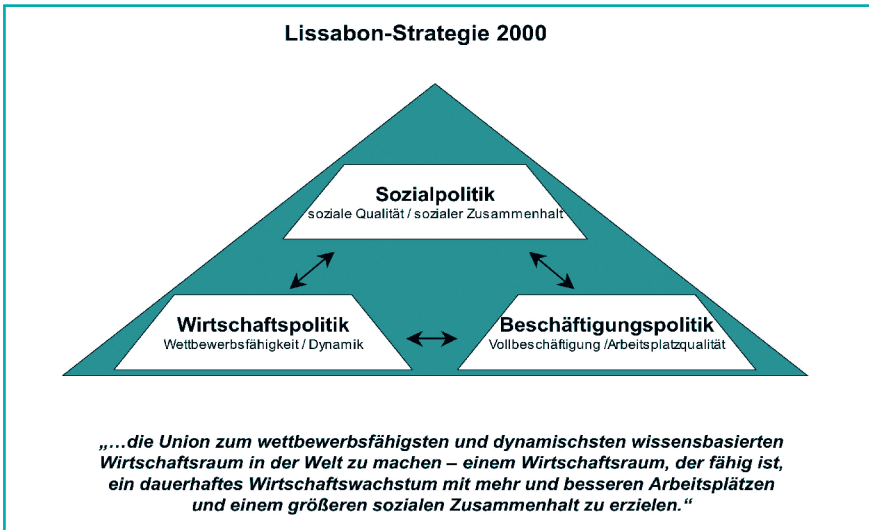 Lissabon-Strategie 2000
Sozialpolitik
soziale Qualität / sozialer Zusammenhalt
Wirtschaftspolitik
Wettbewerbsfähigkeit / Dynamik
Beschäftigungspolitik
Vollbeschäftigung /Arbeitsplatzqualität
„…die Union zum wettbewerbsfähigsten und dynamischsten wissensbasierten
Wirtschaftsraum in der Welt zu machen – einem Wirtschaftsraum, der fähig ist,
ein dauerhaftes Wirtschaftswachstum mit mehr und besseren Arbeitsplätzen
und einem größeren sozialen Zusammenhalt zu erzielen.“